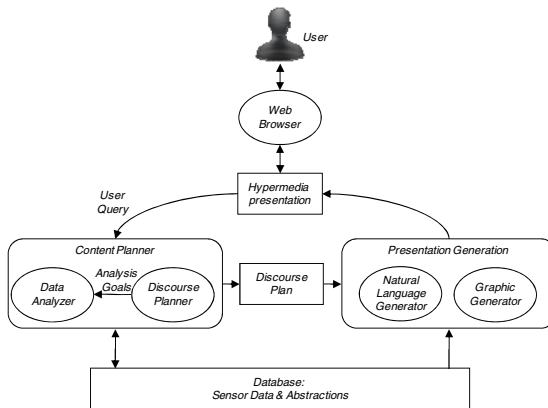 User
Web
Browser
Hypermedia
presentation
User
Query
Content Planner
Data
Analyzer
Analysis
Goals
Discourse
Planner
Discourse
Plan
Presentation Generation
Natural
Language
Generator
Graphic
Generator
Database:
Sensor Data & Abstractions